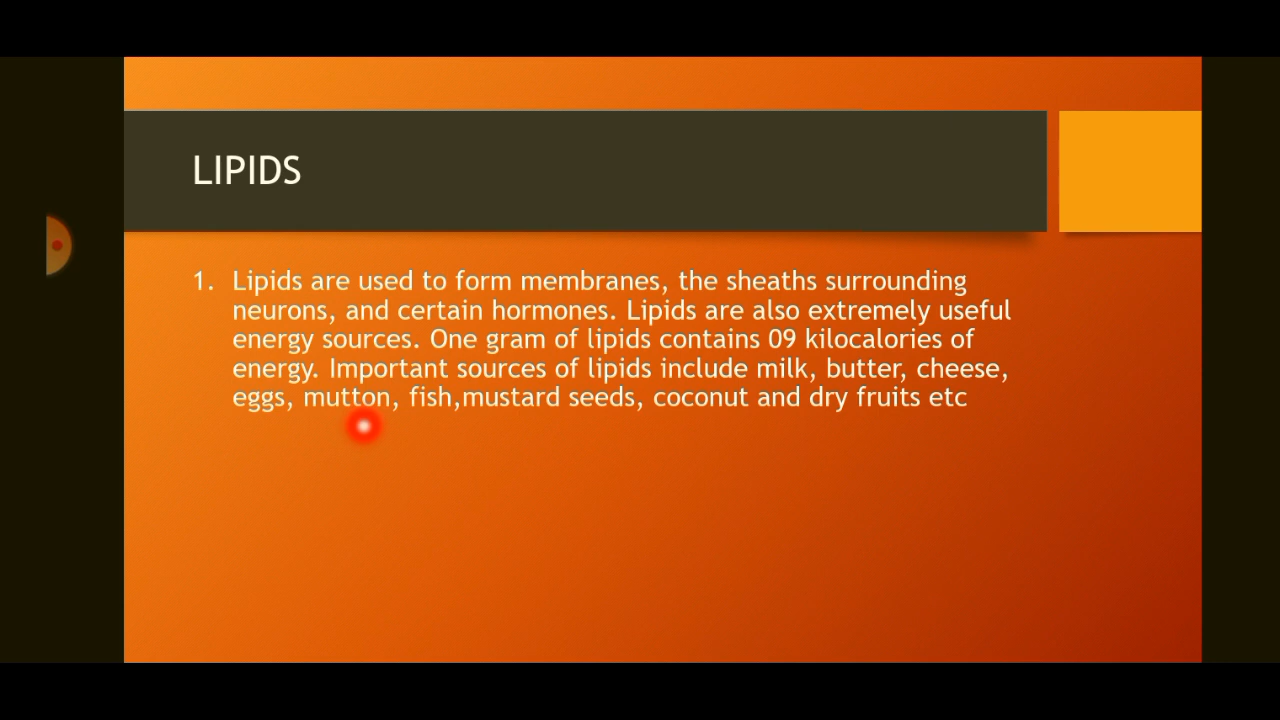 LIPIDS
1. Lipids are used to form membranes, the sheaths surrounding
neurons, and certain hormones. Lipids are also extremely useful
energy sources. One gram of lipids contains 09 kilocalories of
energy. Important sources of lipids include milk, butter, cheese,
eggs, mutton, fish,mustard seeds, coconut and dry fruits etc